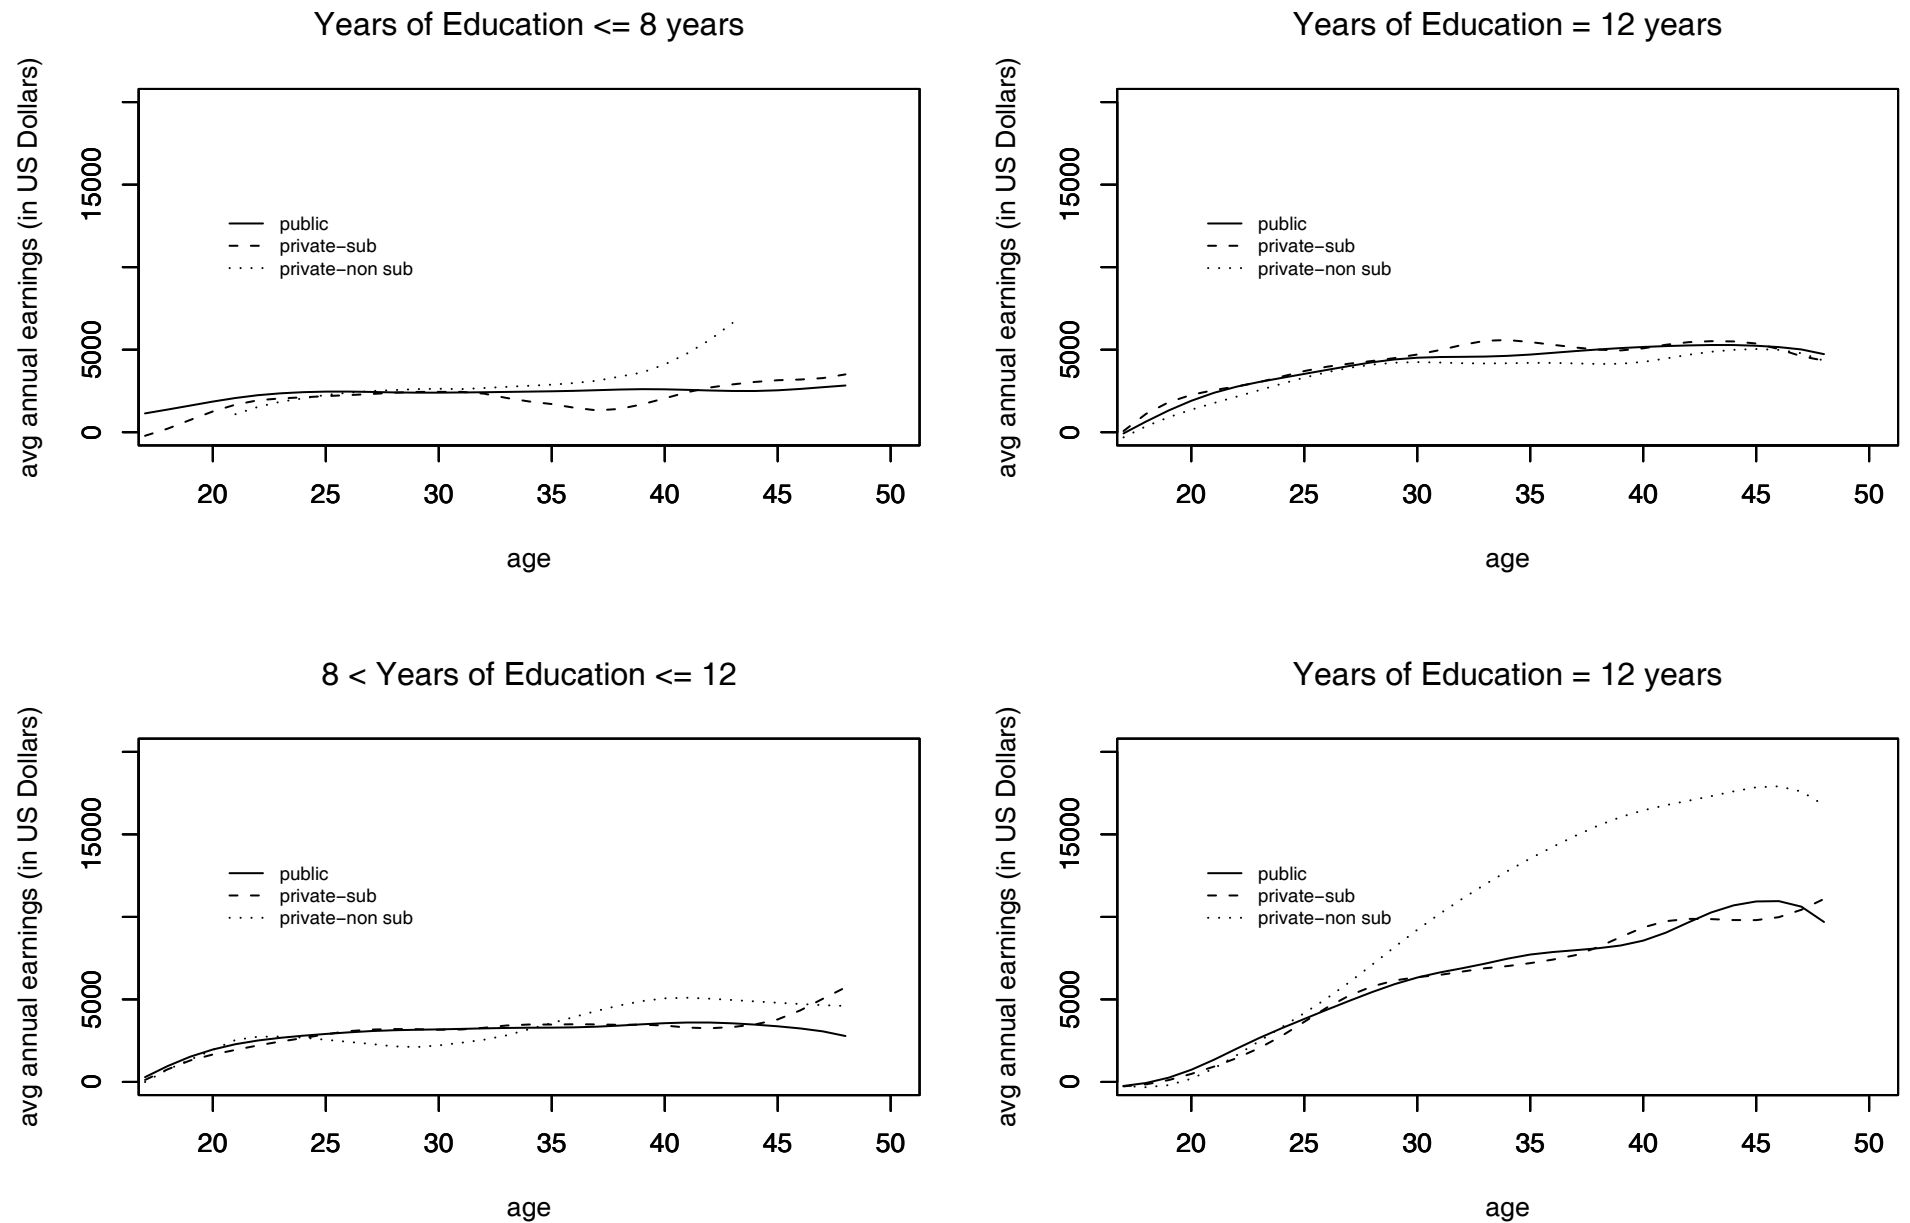 Years of Education <= 8 years
avg annual earnings (in US Dollars)
15000
5000
0
public
private−sub
private−non sub
20 25 30 35 40 45 50
age
Years of Education = 12 years
avg annual earnings (in US Dollars)
15000
5000
0
public
private−sub
private−non sub
20 25 30 35 40 45 50
age
8 < Years of Education <= 12
avg annual earnings (in US Dollars)
15000
5000
0
public
private−sub
private−non sub
20 25 30 35 40 45 50
age
Years of Education = 12 years
avg annual earnings (in US Dollars)
15000
5000
0
public
private−sub
private−non sub
20 25 30 35 40 45 50
age